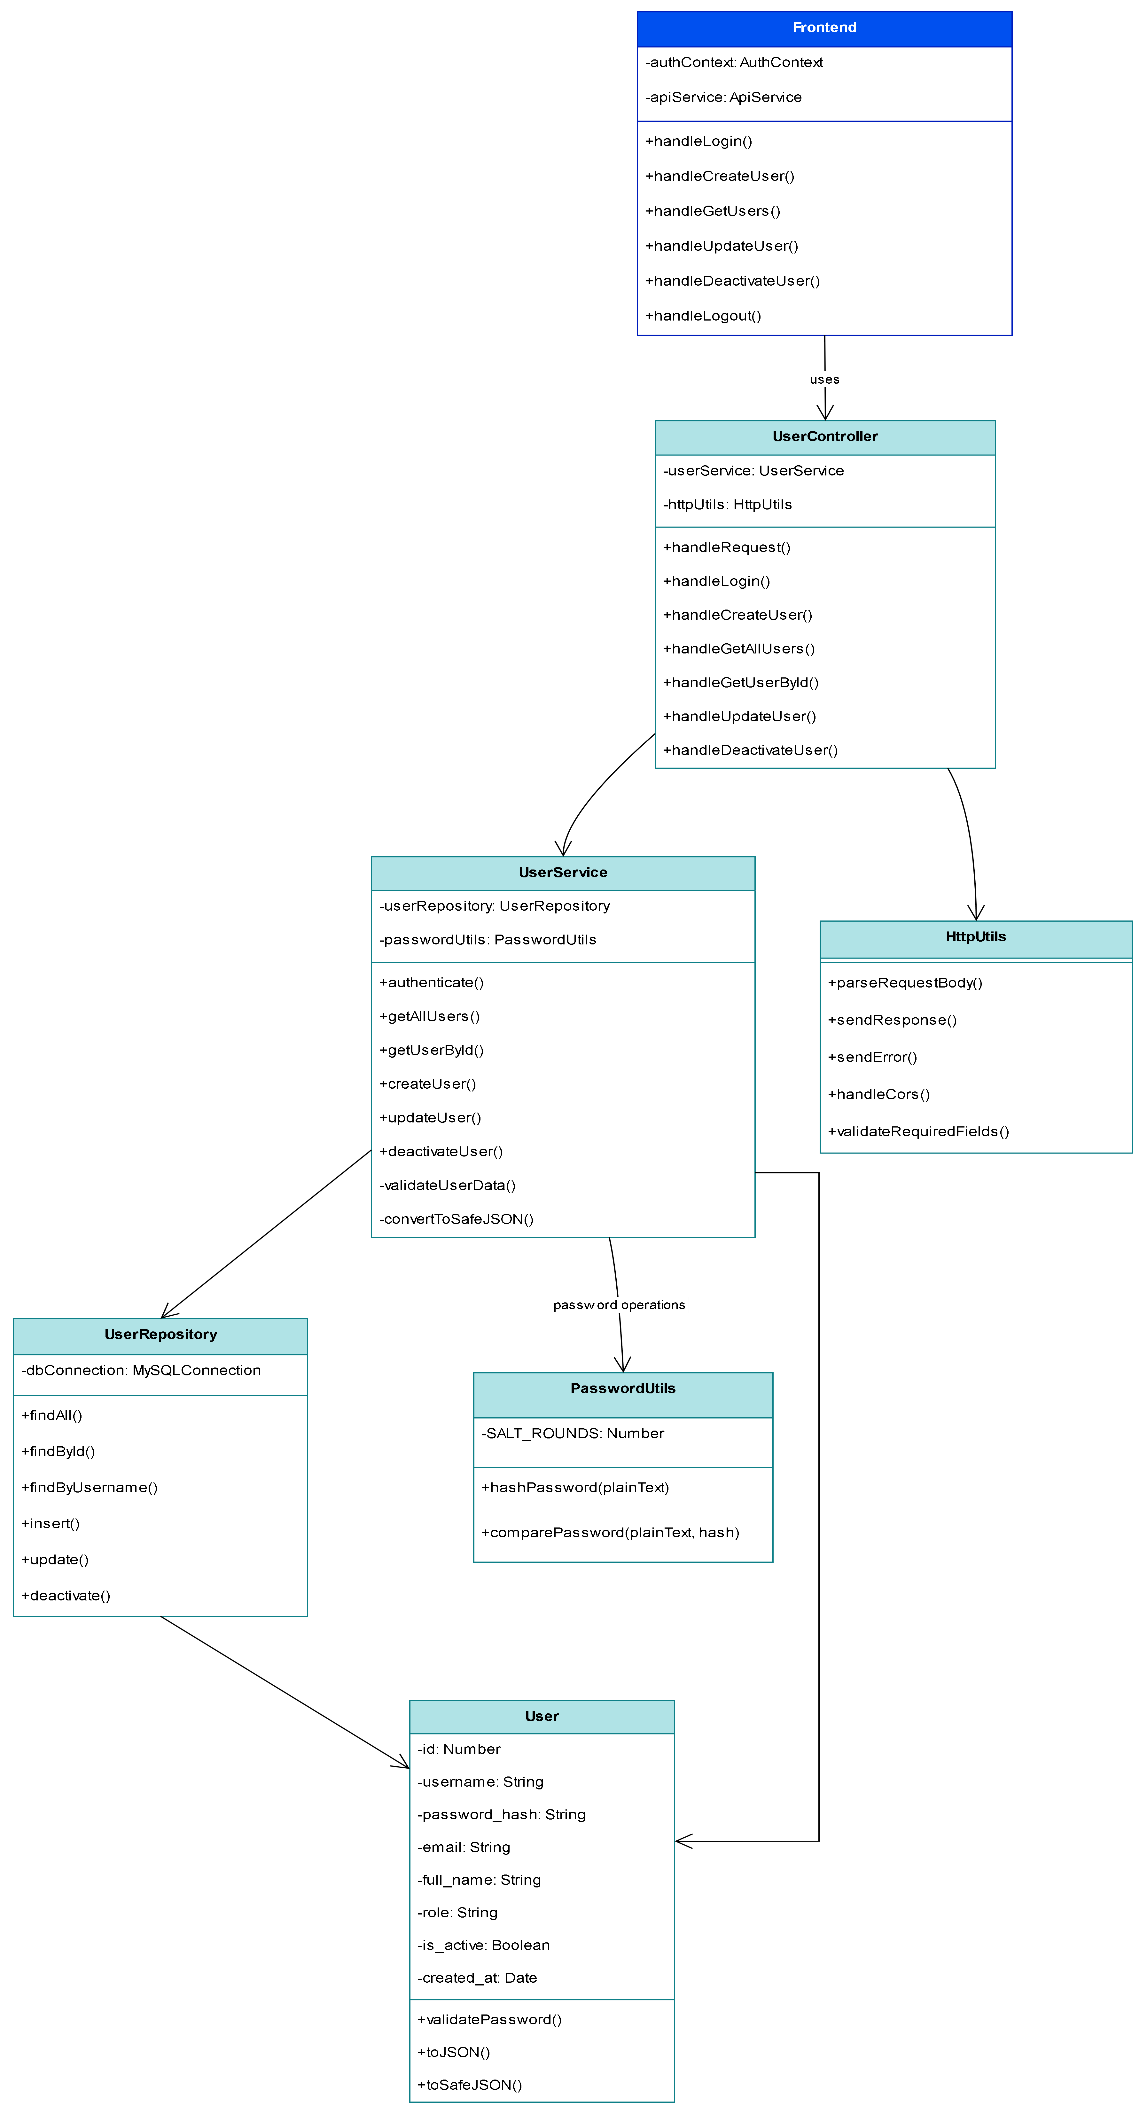 Frontend
-authContext: AuthContext
-apiService: ApiService
+handleLogin()
+handleCreateUser()
+handleGetUsers()
+handleUpdateUser()
+handleDeactivateUser()
+handleLogout()
uses
UserController
-userService: UserService
-httpUtils: HttpUtils
+handleRequest()
+handleLogin()
+handleCreateUser()
+handleGetAllUsers()
+handleGetUserById()
+handleUpdateUser()
+handleDeactivateUser()
UserService
-userRepository: UserRepository
-passwordUtils: PasswordUtils
+authenticate()
+getAllUsers()
+getUserById()
+createUser()
+updateUser()
+deactivateUser()
-validateUserData()
-convertToSafeJSON()
HttpUtils
+parseRequestBody()
+sendResponse()
+sendError()
+handleCors()
+validateRequiredFields()
password operations
UserRepository
-dbConnection: MySQLConnection
+findAll()
+findById()
+findByUsername()
+insert()
+update()
+deactivate()
PasswordUtils
-SALT_ROUNDS: Number
+hashPassword(plainText)
+comparePassword(plainText, hash)
User
-id: Number
-username: String
-password_hash: String
-email: String
-full_name: String
-role: String
-is_active: Boolean
-created_at: Date
+validatePassword()
+toJSON()
+toSafeJSON()